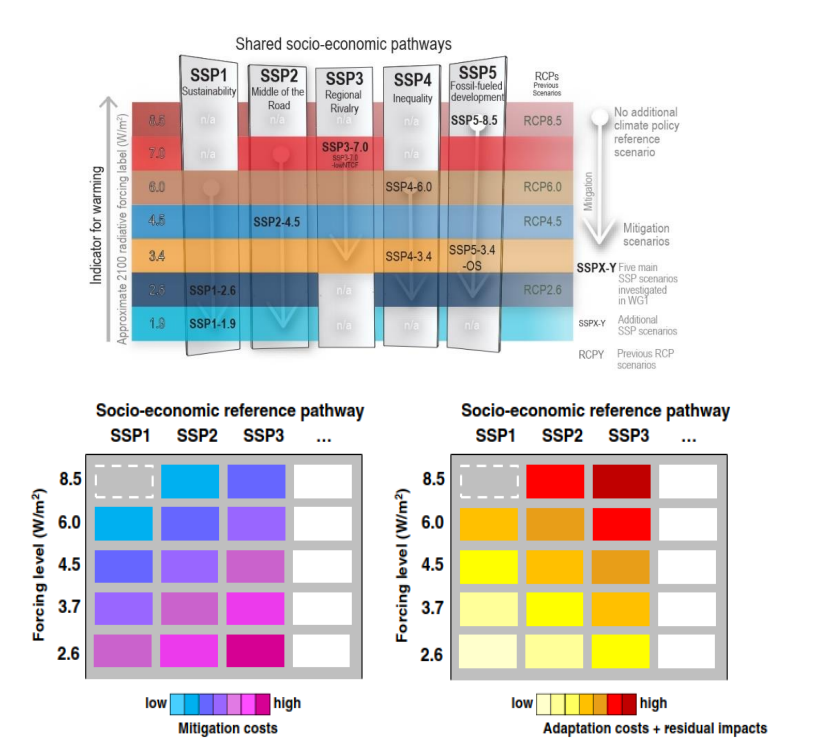 Shared socio-economic pathways
SSP1
Sustainability
SSP2
Middle of the
Road
SSP3
Regional
Rivalry
SSP4
Inequality
SSP5
Fossil-fueled
development
RCPs
Previous
Scenarios
Indicator for warming
Approximate 2100 radiative forcing label (W/m²)
8.5 n/a n/a n/a SSP5-8.5 RCP8.5
7.0 n/a SSP3-7.0 n/a
SSP3-7.0
-lowNTCF
6.0 SSP4-6.0 RCP6.0
4.5 SSP2-4.5 RCP4.5
3.4 SSP4-3.4 SSP5-3.4
-OS
2.6 SSP1-2.6 n/a RCP2.6
1.9 SSP1-1.9 n/a n/a n/a
No additional
climate policy
reference
scenario
Mitigation
Mitigation
scenarios
SSPX-Y Five main
SSP scenarios
investigated
in WG1
SSPX-Y Additional
SSP scenarios
RCPY Previous RCP
scenarios
Socio-economic reference pathway
SSP1 SSP2 SSP3 ...
Forcing level (W/m²)
8.5
6.0
4.5
3.7
2.6
low high
Mitigation costs
Socio-economic reference pathway
SSP1 SSP2 SSP3 ...
Forcing level (W/m²)
8.5
6.0
4.5
3.7
2.6
low high
Adaptation costs + residual impacts